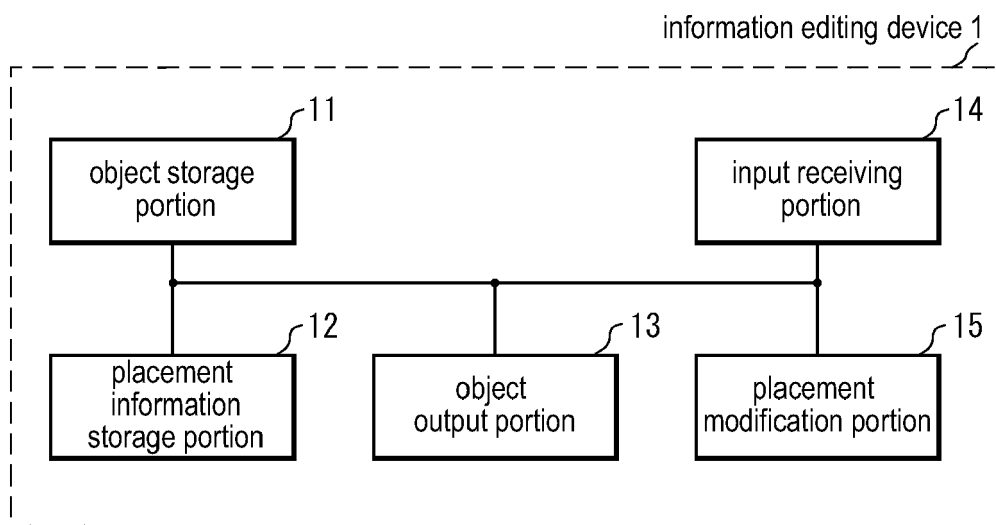 information editing device 1
11
object storage
portion
14
input receiving
portion
12
placement
information
storage portion
13
object
output portion
15
placement
modification portion